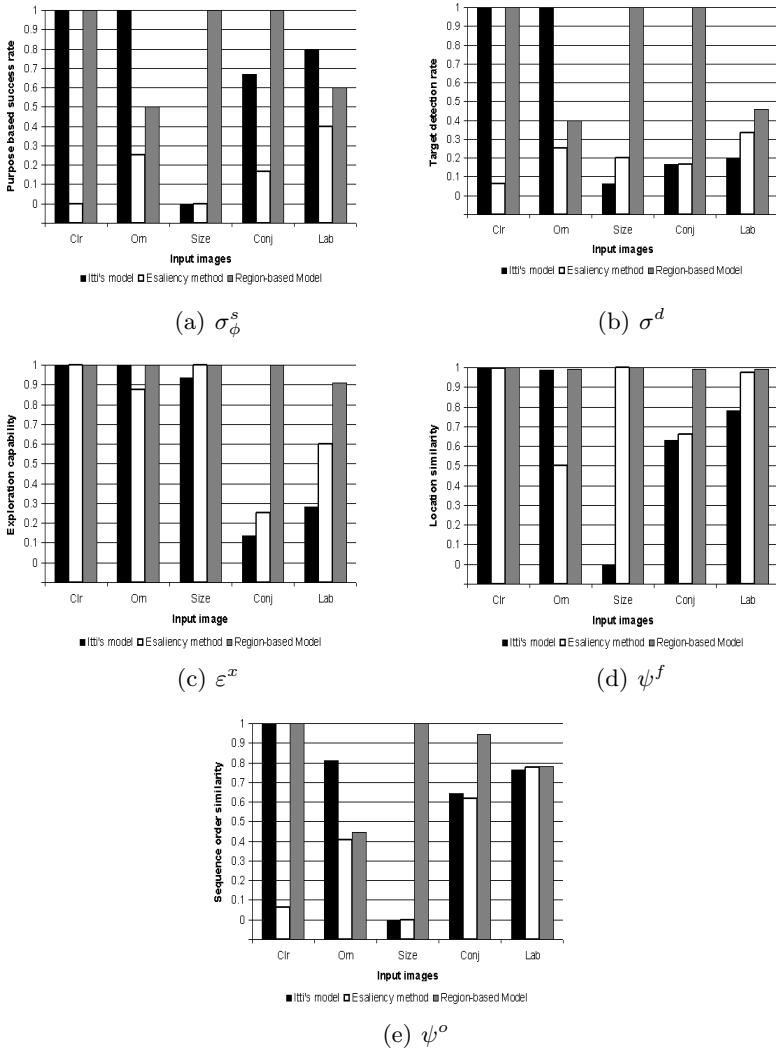 Purpose based success rate
1
0.9
0.8
0.7
0.6
0.5
0.4
0.3
0.2
0.1
0
Clr Orn Size Conj Lab
Input images
Itti's model Esaliency method Region-based Model
(a) σ^s_ϕ
Target detection rate
1
0.9
0.8
0.7
0.6
0.5
0.4
0.3
0.2
0.1
0
Clr Orn Size Conj Lab
Input images
Itti's model Esaliency method Region-based Model
(b) σ^d
Exploration capability
1
0.9
0.8
0.7
0.6
0.5
0.4
0.3
0.2
0.1
0
Clr Orn Size Conj Lab
Input image
Itti's model Esaliency method Region-based Model
(c) ε^x
Location similarity
1
0.9
0.8
0.7
0.6
0.5
0.4
0.3
0.2
0.1
0
Clr Orn Size Conj Lab
Input images
Itti's model Esaliency method Region-based Model
(d) ψ^f
Sequence order similarity
1
0.9
0.8
0.7
0.6
0.5
0.4
0.3
0.2
0.1
0
Clr Orn Size Conj Lab
Input images
Itti's model Esaliency method Region-based Model
(e) ψ^o